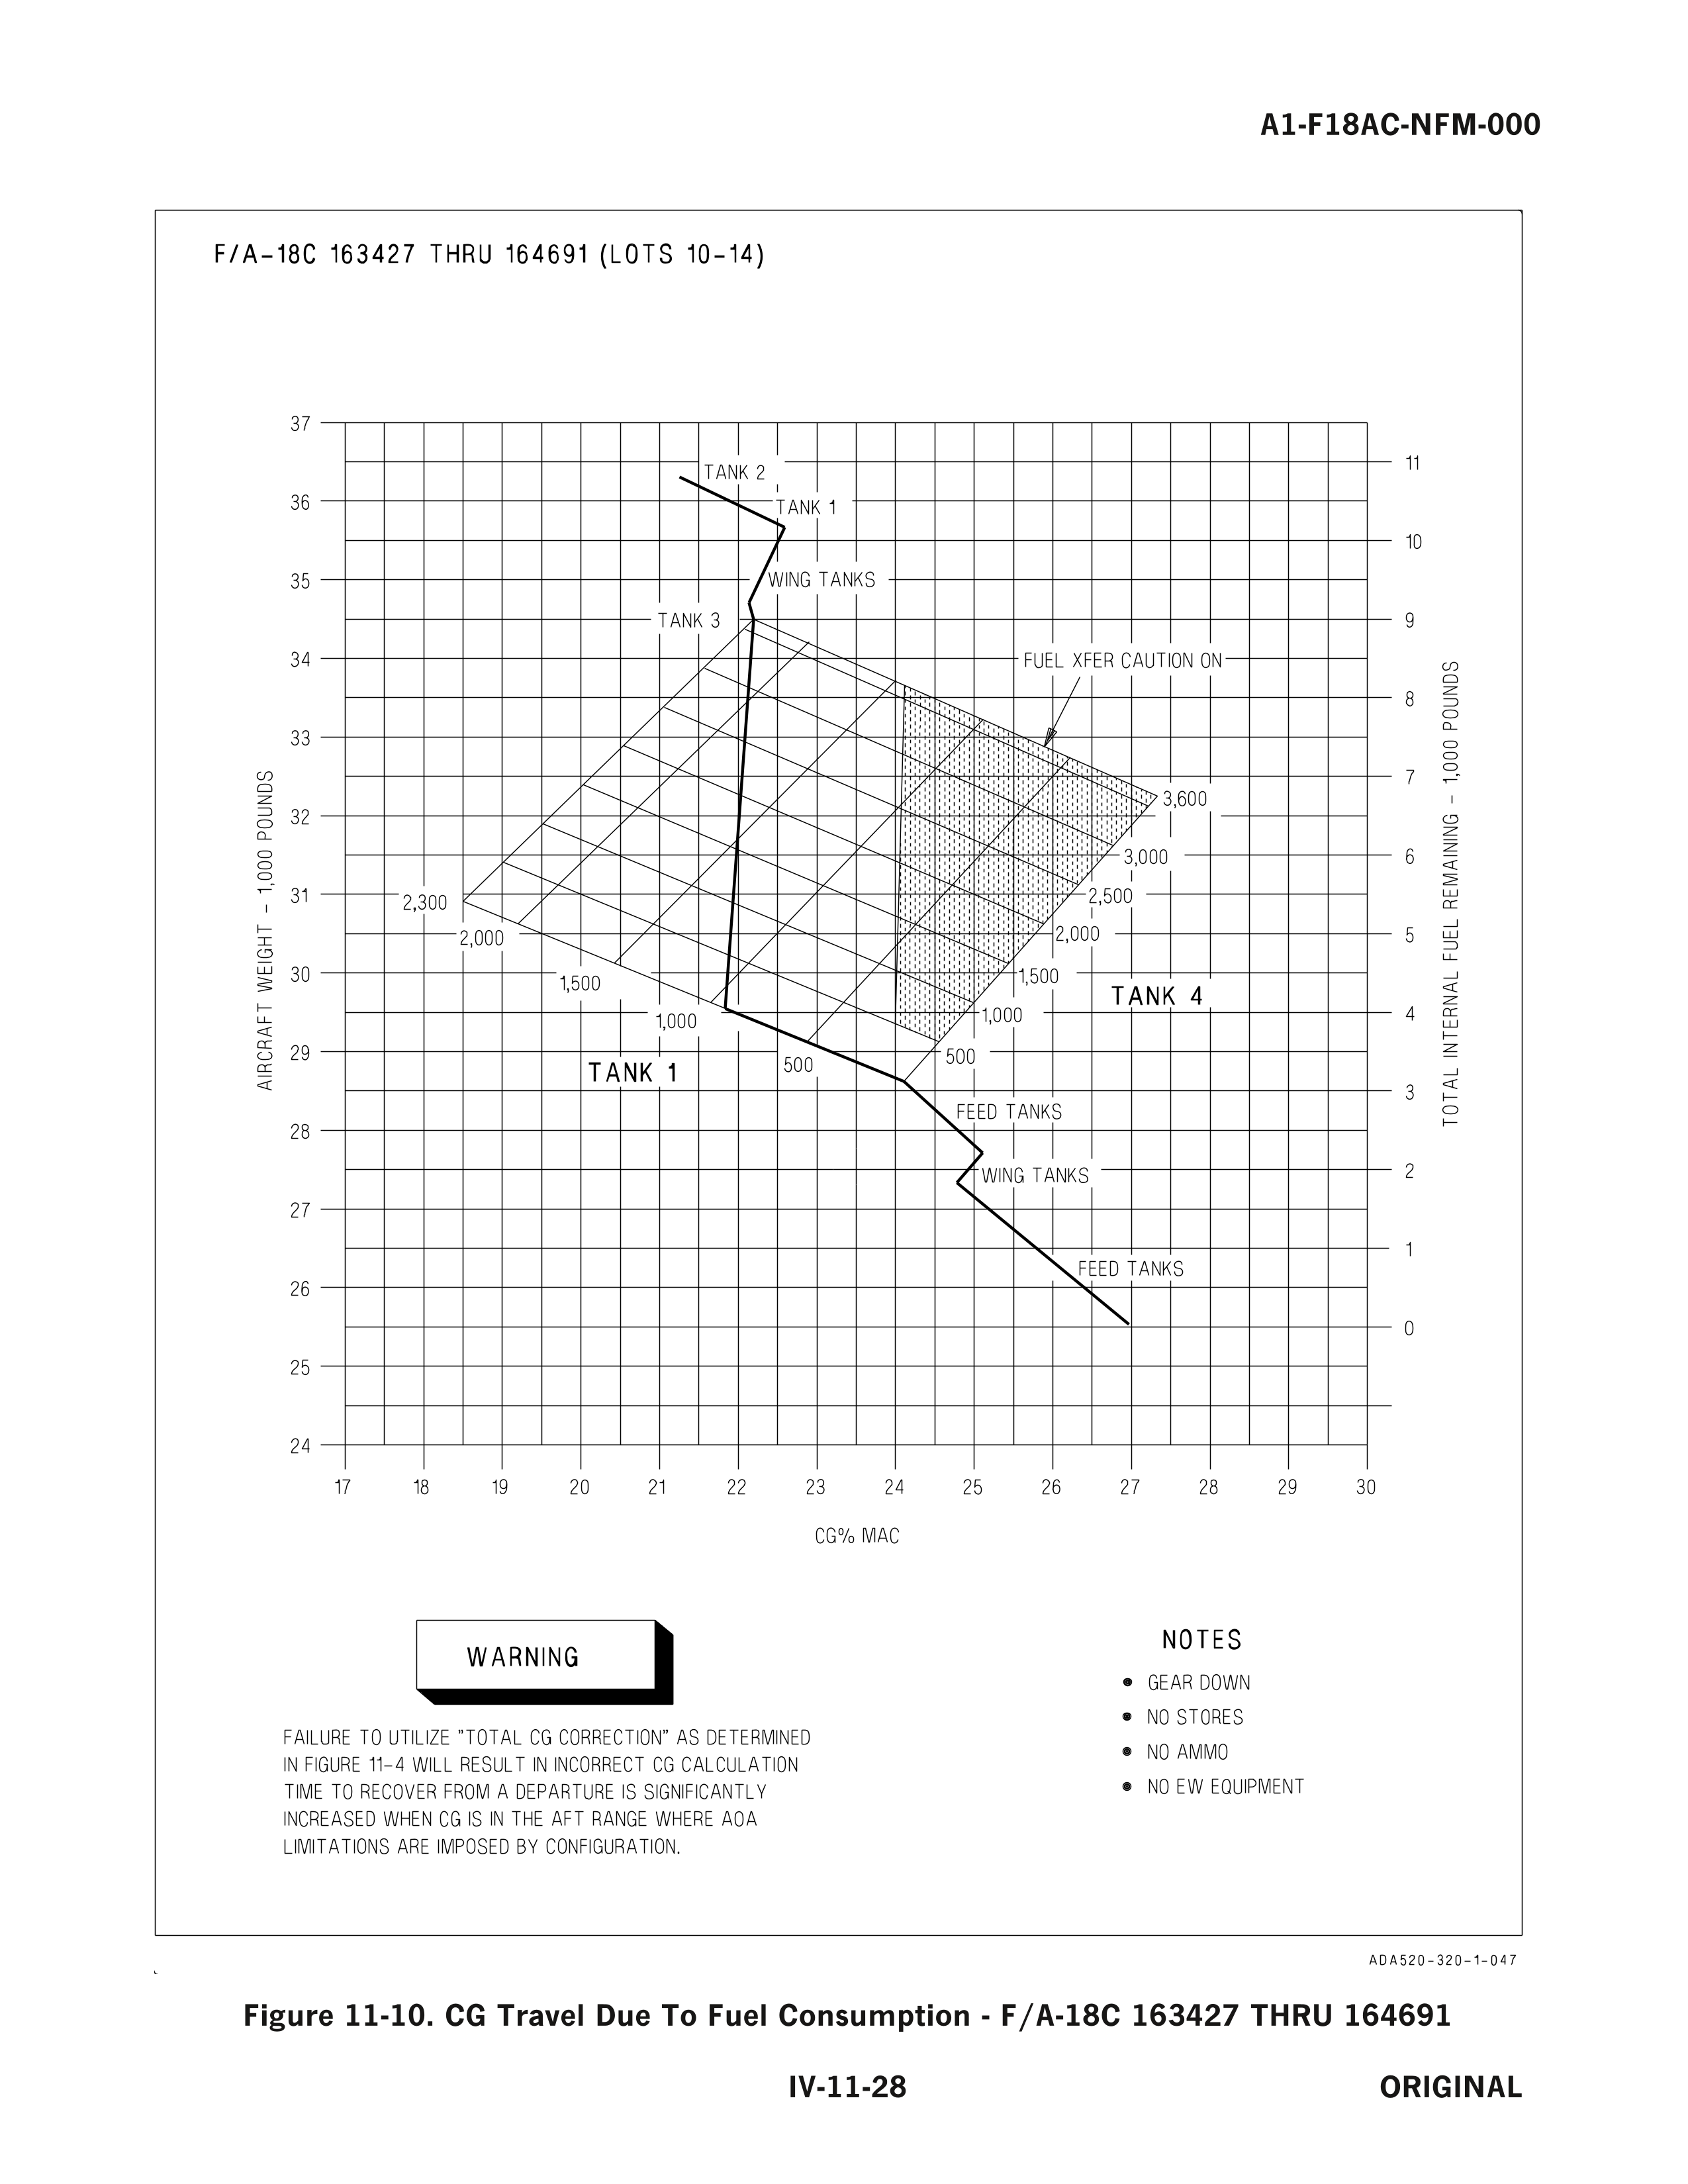 A1-F18AC-NFM-000
F/A-18C 163427 THRU 164691 (LOTS 10-14)
37
36
35
34
33
32
31
30
29
28
27
26
25
24
AIRCRAFT WEIGHT - 1,000 POUNDS
TANK 2
TANK 1
WING TANKS
TANK 3
FUEL XFER CAUTION ON
2,300
2,000
1,500
1,000
500
TANK 1
3,600
3,000
2,500
2,000
1,500
1,000
500
TANK 4
FEED TANKS
WING TANKS
FEED TANKS
11
10
9
8
7
6
5
4
3
2
1
0
TOTAL INTERNAL FUEL REMAINING - 1,000 POUNDS
17 18 19 20 21 22 23 24 25 26 27 28 29 30
CG% MAC
WARNING
FAILURE TO UTILIZE "TOTAL CG CORRECTION" AS DETERMINED
IN FIGURE 11-4 WILL RESULT IN INCORRECT CG CALCULATION
TIME TO RECOVER FROM A DEPARTURE IS SIGNIFICANTLY
INCREASED WHEN CG IS IN THE AFT RANGE WHERE AOA
LIMITATIONS ARE IMPOSED BY CONFIGURATION.
NOTES
● GEAR DOWN
● NO STORES
● NO AMMO
● NO EW EQUIPMENT
ADA520-320-1-047
Figure 11-10. CG Travel Due To Fuel Consumption - F/A-18C 163427 THRU 164691
IV-11-28
ORIGINAL